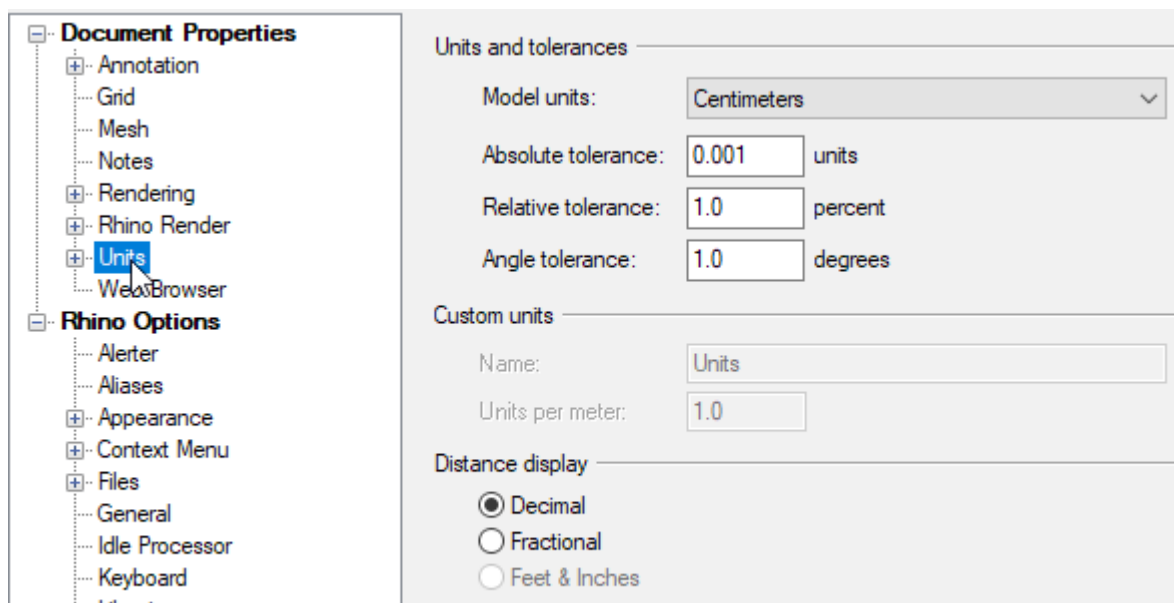 Document Properties
Annotation
Grid
Mesh
Notes
Rendering
Rhino Render
Units
Web Browser
Rhino Options
Alerter
Aliases
Appearance
Context Menu
Files
General
Idle Processor
Keyboard
Units and tolerances
Model units: Centimeters
Absolute tolerance: 0.001 units
Relative tolerance: 1.0 percent
Angle tolerance: 1.0 degrees
Custom units
Name: Units
Units per meter: 1.0
Distance display
Decimal
Fractional
Feet & Inches